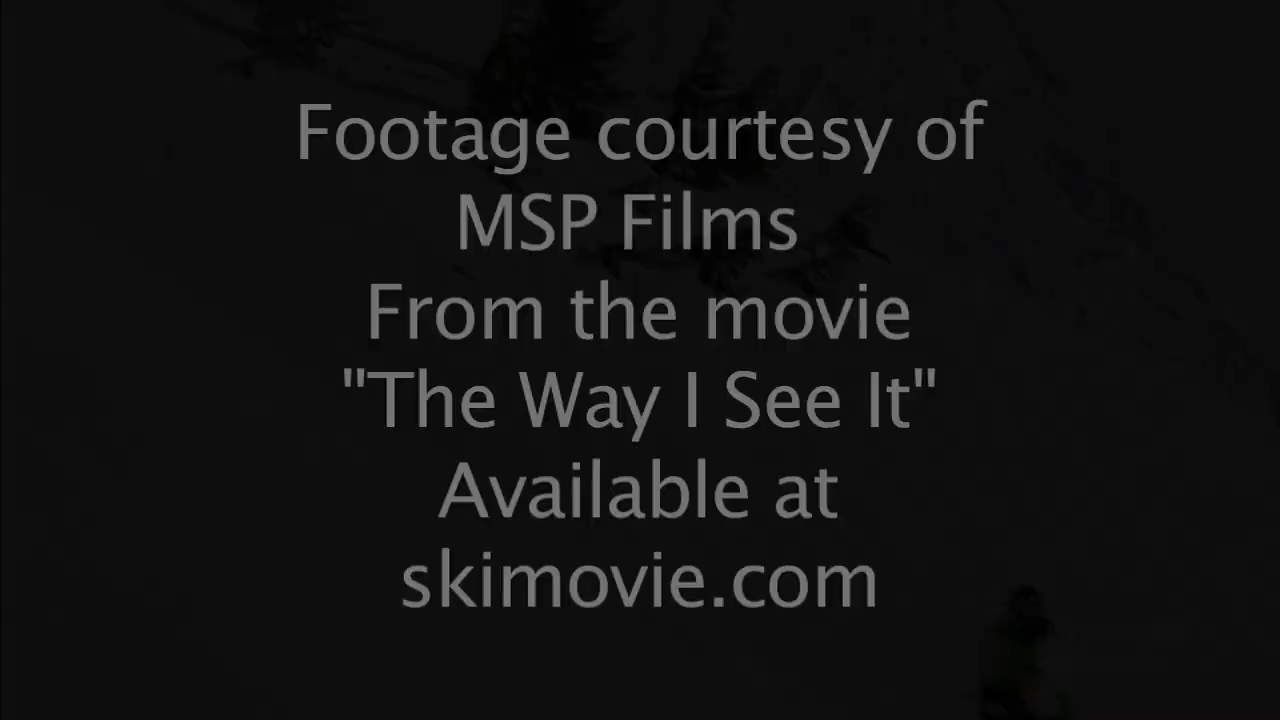 Footage courtesy of
MSP Films
From the movie
"The Way I See It"
Available at
skimovie.com